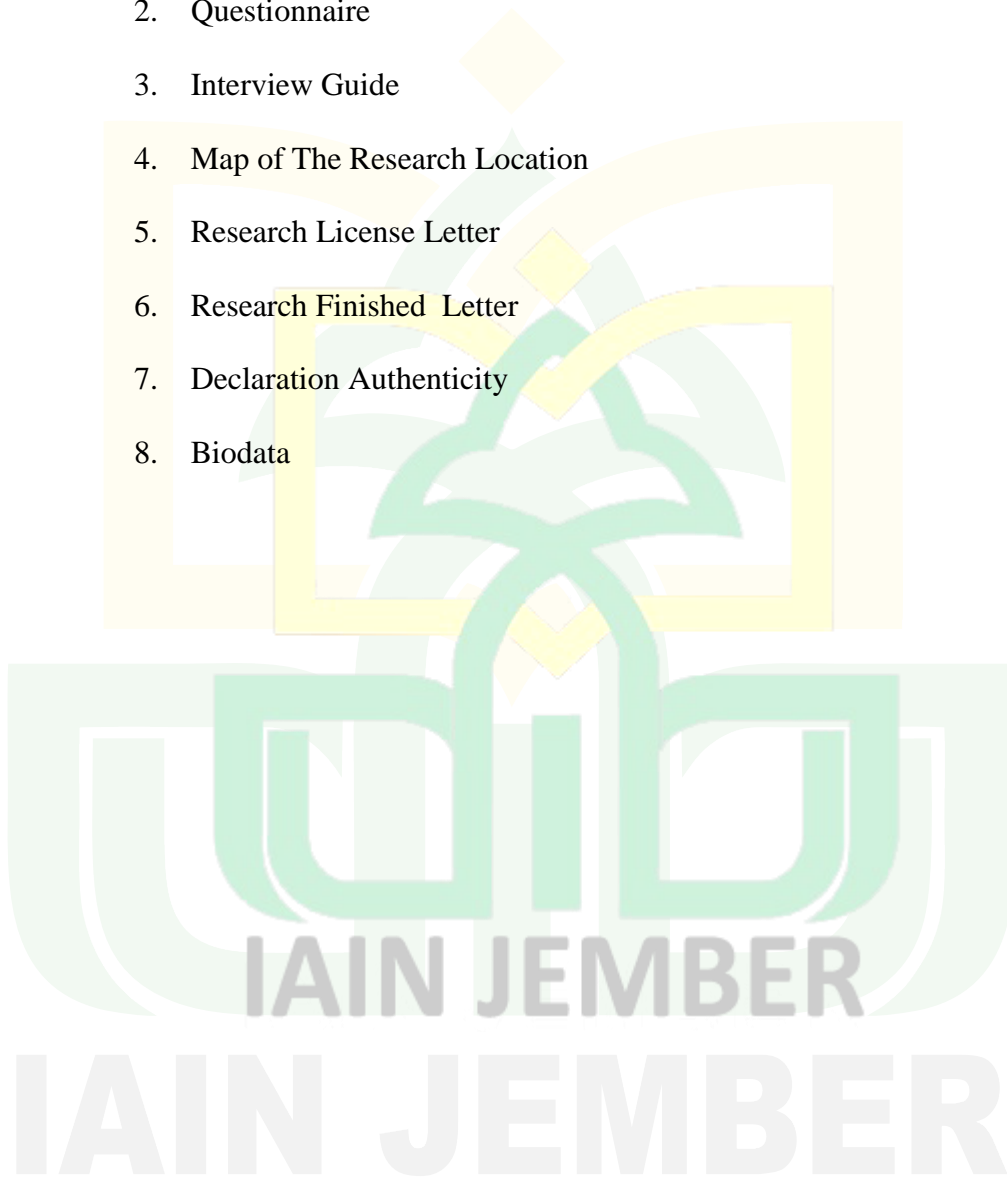 2. Questionnaire
3. Interview Guide
4. Map of The Research Location
5. Research License Letter
6. Research Finished Letter
7. Declaration Authenticity
8. Biodata
IAIN JEMBER
IAIN JEMBER